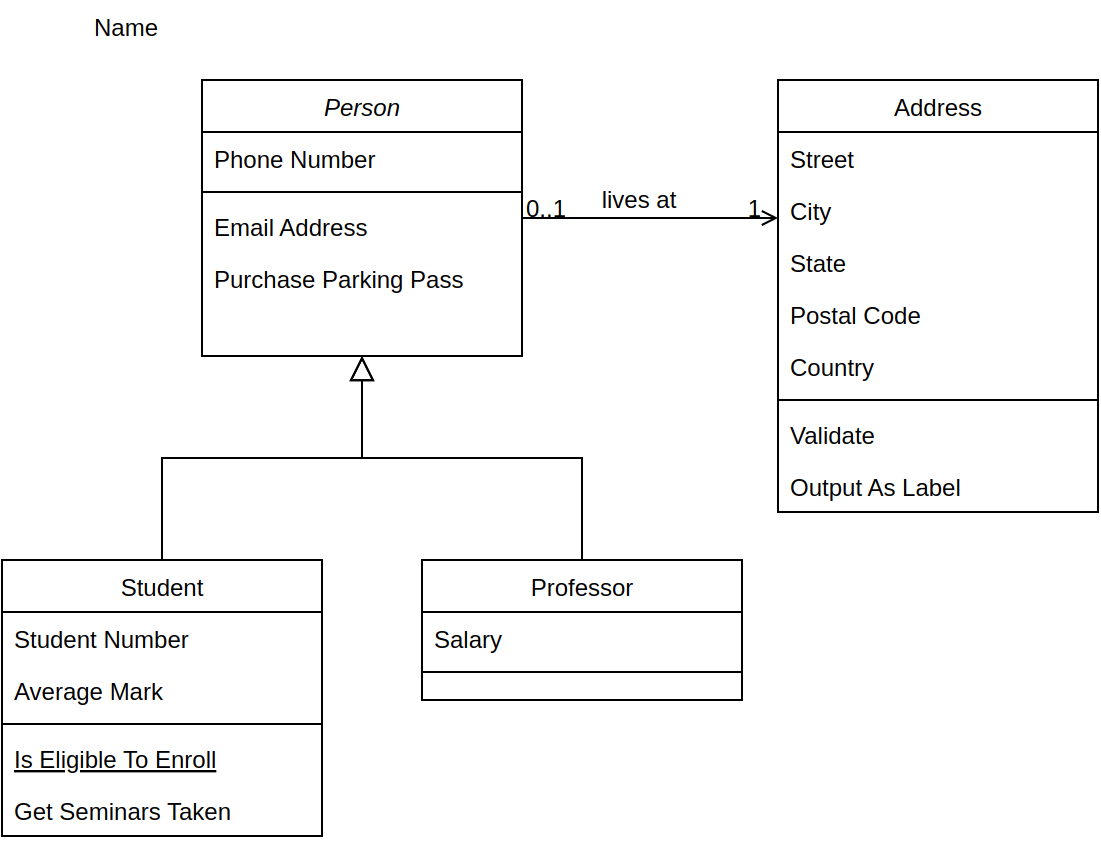 Name
Person
Phone Number
Email Address
Purchase Parking Pass
0..1
lives at
1
Address
Street
City
State
Postal Code
Country
Validate
Output As Label
Student
Student Number
Average Mark
Is Eligible To Enroll
Get Seminars Taken
Professor
Salary